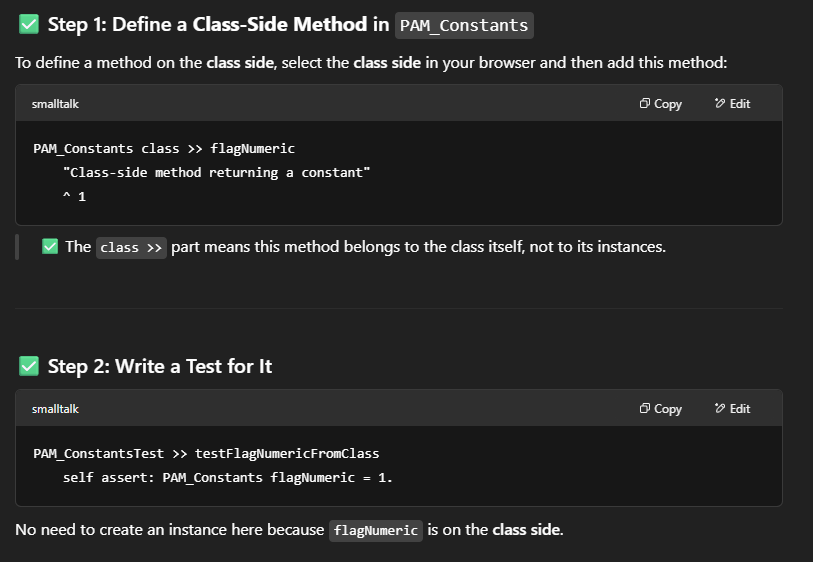 ✅ Step 1: Define a Class-Side Method in PAM_Constants
To define a method on the class side, select the class side in your browser and then add this method:
smalltalk
Copy
Edit
PAM_Constants class >> flagNumeric
"Class-side method returning a constant"
^ 1
✅ The class >> part means this method belongs to the class itself, not to its instances.
✅ Step 2: Write a Test for It
smalltalk
Copy
Edit
PAM_ConstantsTest >> testFlagNumericFromClass
self assert: PAM_Constants flagNumeric = 1.
No need to create an instance here because flagNumeric is on the class side.